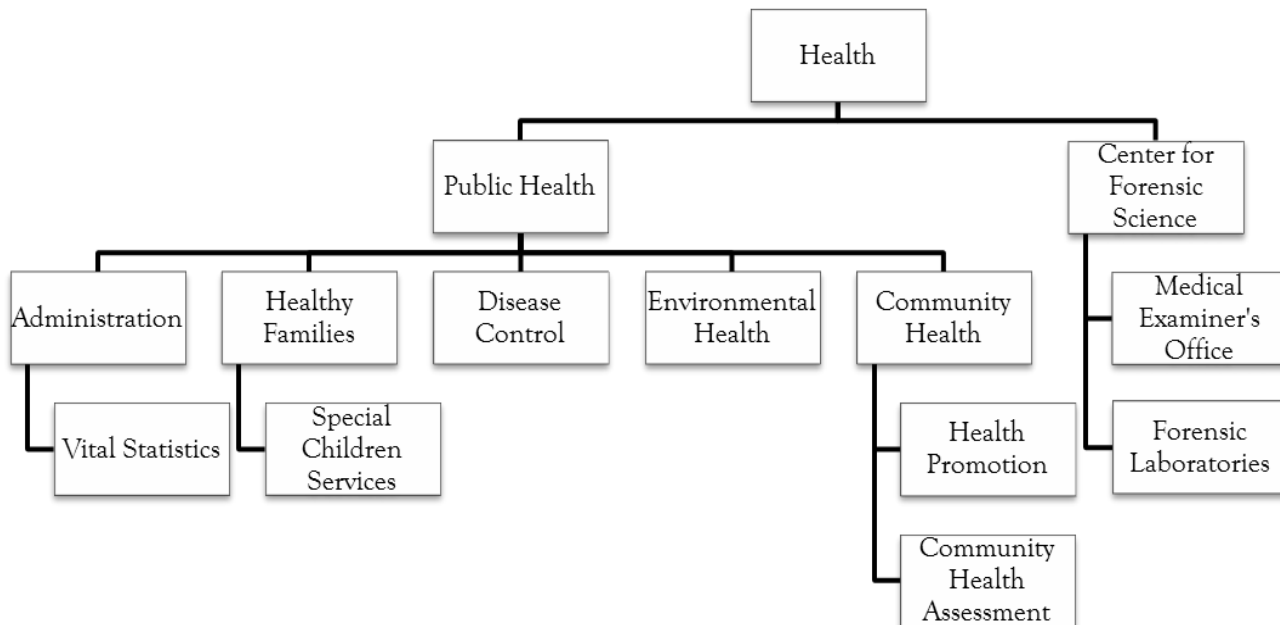 Health
Public Health
Center for
Forensic
Science
Administration
Healthy
Families
Disease
Control
Environmental
Health
Community
Health
Medical
Examiner's
Office
Vital Statistics
Special
Children
Services
Health
Promotion
Forensic
Laboratories
Community
Health
Assessment